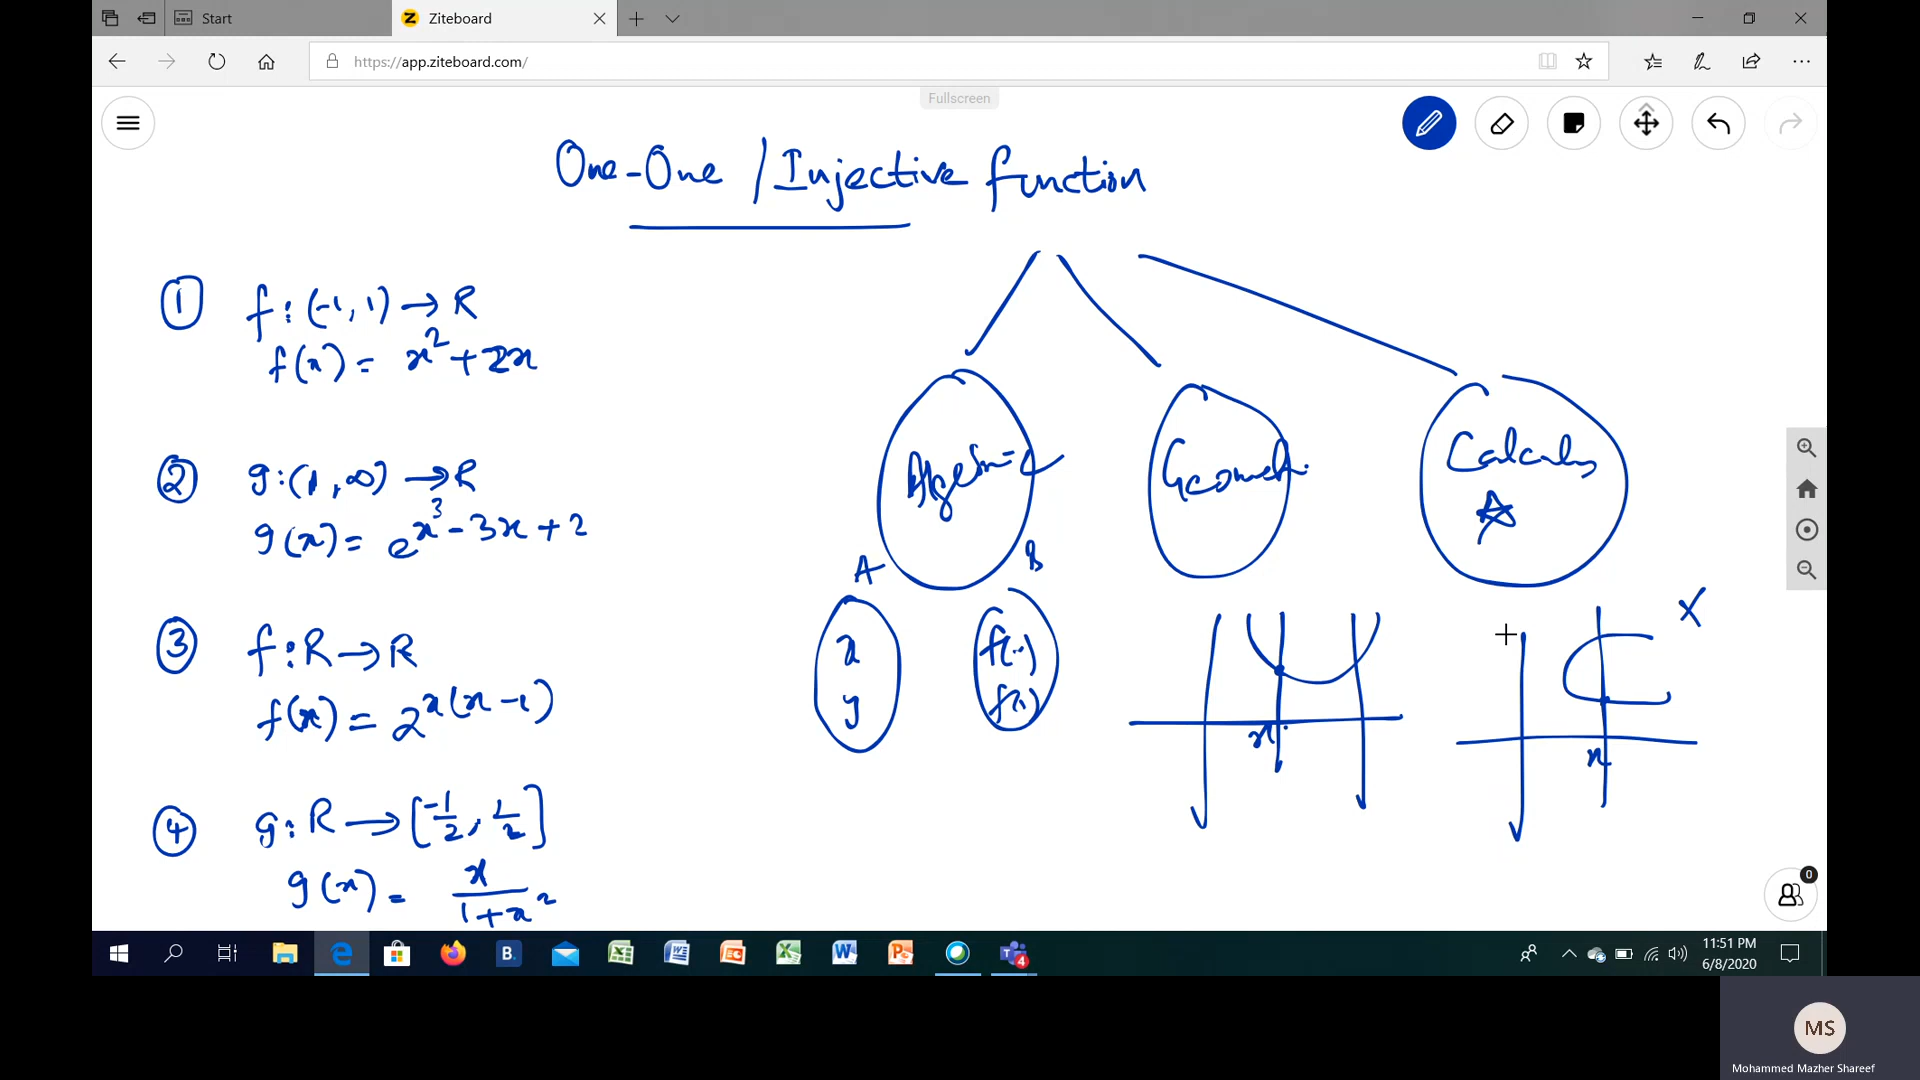 Start
Ziteboard
https://app.ziteboard.com/
Fullscreen
One-One / Injective function
① f : (-1, 1) → R
f(x) = x² + 2x
② g : (1, ∞) → R
g(x) = e^{x³ - 3x + 2}
③ f : R → R
f(x) = 2^{x(x-1)}
④ g : R → [-1/2, 1/2]
g(x) = x/(1+x²)
Calculus
A
B
x
y
x
x
X
0
B.
4
11:51 PM
6/8/2020
MS
Mohammed Mazher Shareef